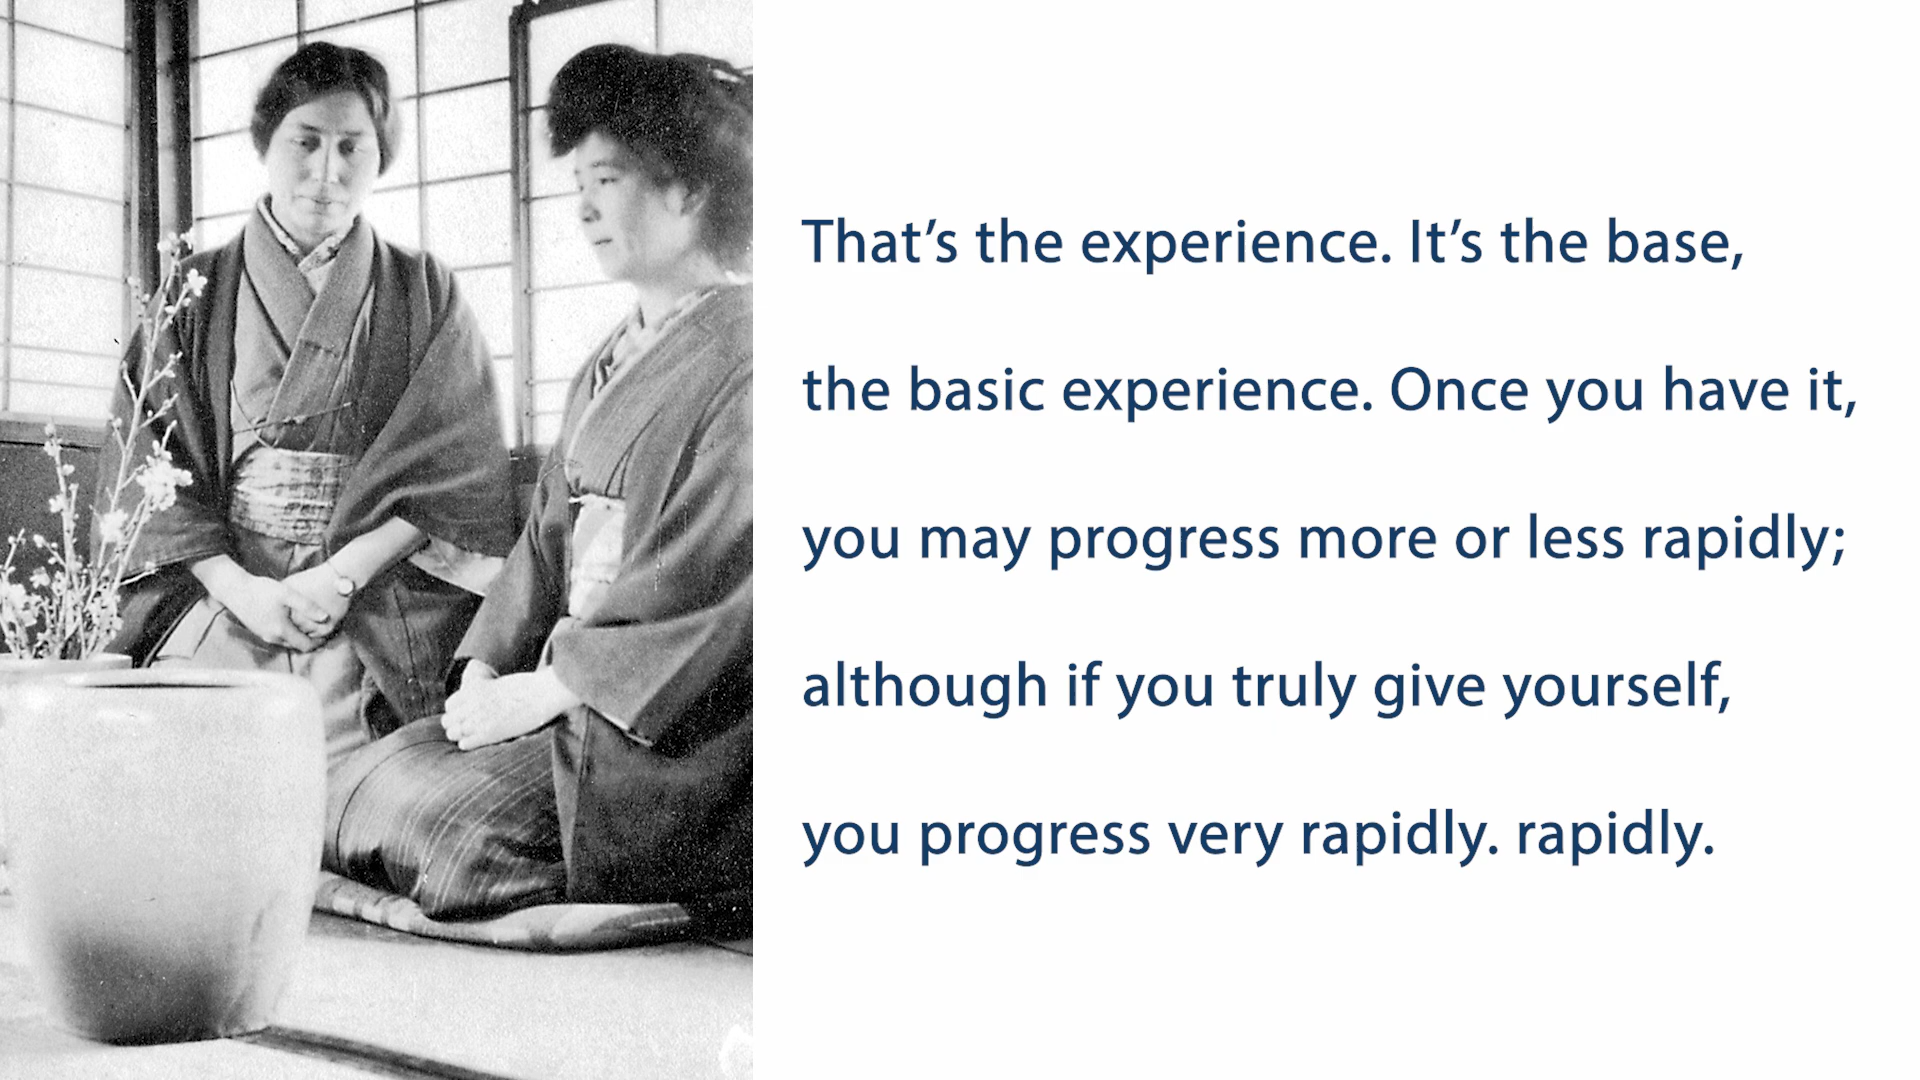 That’s the experience. It’s the base,
the basic experience. Once you have it,
you may progress more or less rapidly;
although if you truly give yourself,
you progress very rapidly. rapidly.